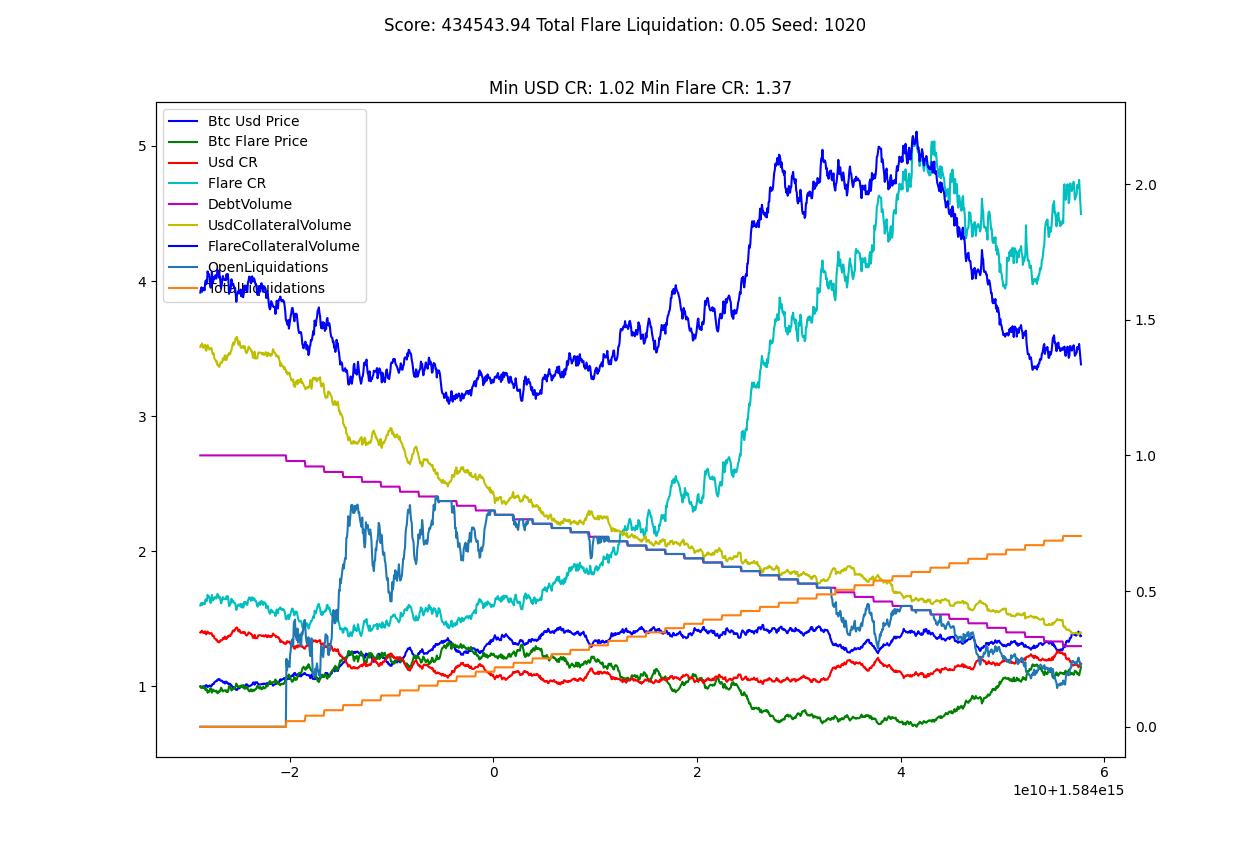 Score: 434543.94 Total Flare Liquidation: 0.05 Seed: 1020
Min USD CR: 1.02 Min Flare CR: 1.37
Btc Usd Price
Btc Flare Price
Usd CR
Flare CR
DebtVolume
UsdCollateralVolume
FlareCollateralVolume
OpenLiquidations
TotalLiquidations
5
4
3
2
1
2.0
1.5
1.0
0.5
0.0
−2
0
2
4
6
1e10+1.584e15